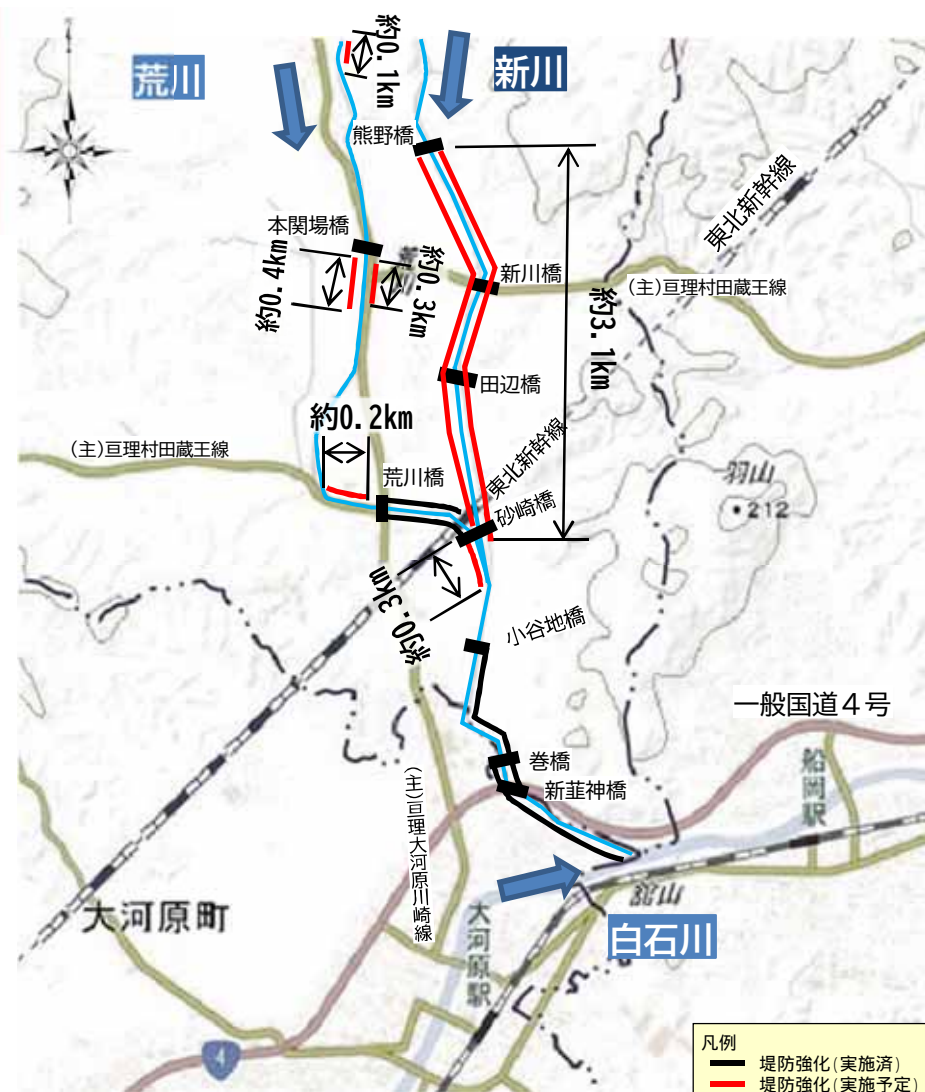 荒川
約0.1km
新川
熊野橋
東北新幹線
本関場橋
約0.4km
約0.3km
新川橋
(主)亘理村田蔵王線
約3.1km
田辺橋
約0.2km
(主)亘理村田蔵王線
荒川橋
東北新幹線
羽山
砂崎橋
・212
約0.3km
小谷地橋
一般国道4号
巻橋
新韮神橋
船岡駅
(主)亘理大河原川崎線
大河原町
大河原駅
白石川
4
凡例
堤防強化(実施済)
堤防強化(実施予定)